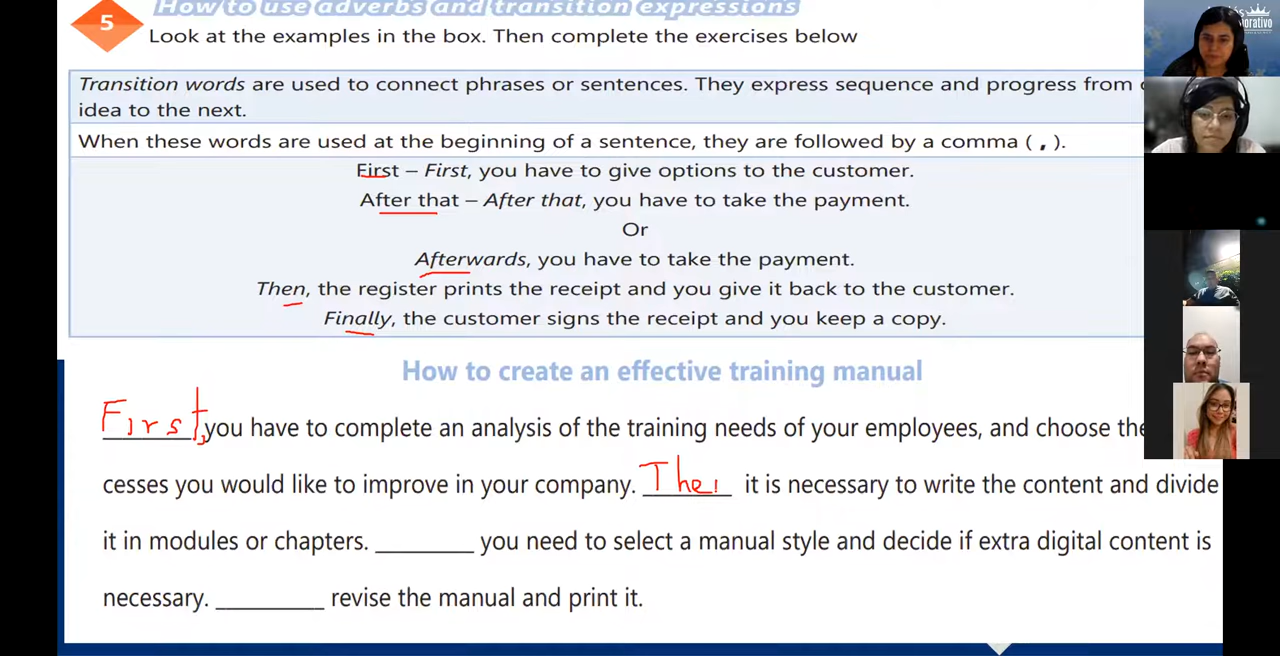 How to use adverbs and transition expressions
5
Look at the examples in the box. Then complete the exercises below
Transition words are used to connect phrases or sentences. They express sequence and progress from
idea to the next.
When these words are used at the beginning of a sentence, they are followed by a comma ( , ).
First – First, you have to give options to the customer.
After that – After that, you have to take the payment.
Or
Afterwards, you have to take the payment.
Then, the register prints the receipt and you give it back to the customer.
Finally, the customer signs the receipt and you keep a copy.
How to create an effective training manual
First, you have to complete an analysis of the training needs of your employees, and choose the
cesses you would like to improve in your company. The it is necessary to write the content and divide
it in modules or chapters. ________ you need to select a manual style and decide if extra digital content is
necessary. ________ revise the manual and print it.